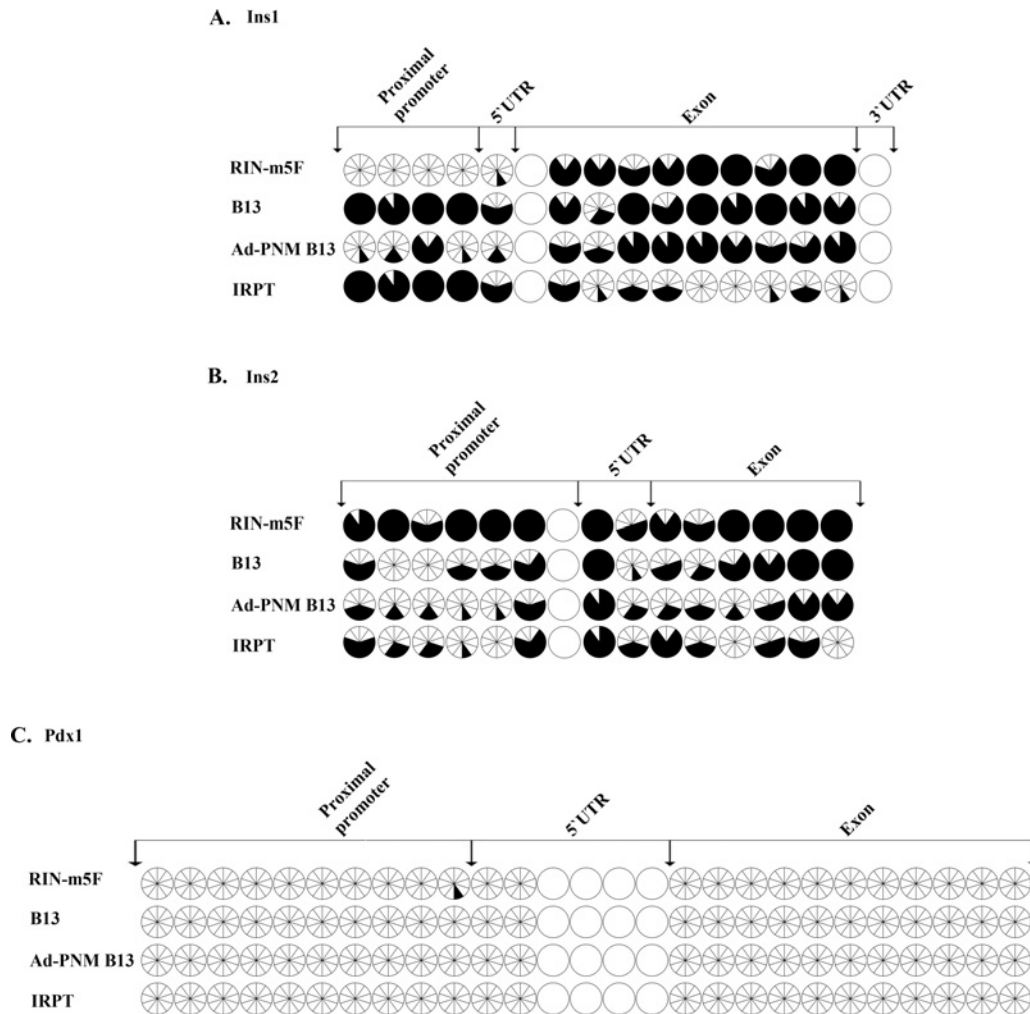 A. Ins1
Proximal
promoter
5`UTR
Exon
3`UTR
RIN-m5F
B13
Ad-PNM B13
IRPT
B. Ins2
Proximal
promoter
5`UTR
Exon
RIN-m5F
B13
Ad-PNM B13
IRPT
C. Pdx1
Proximal
promoter
5`UTR
Exon
RIN-m5F
B13
Ad-PNM B13
IRPT